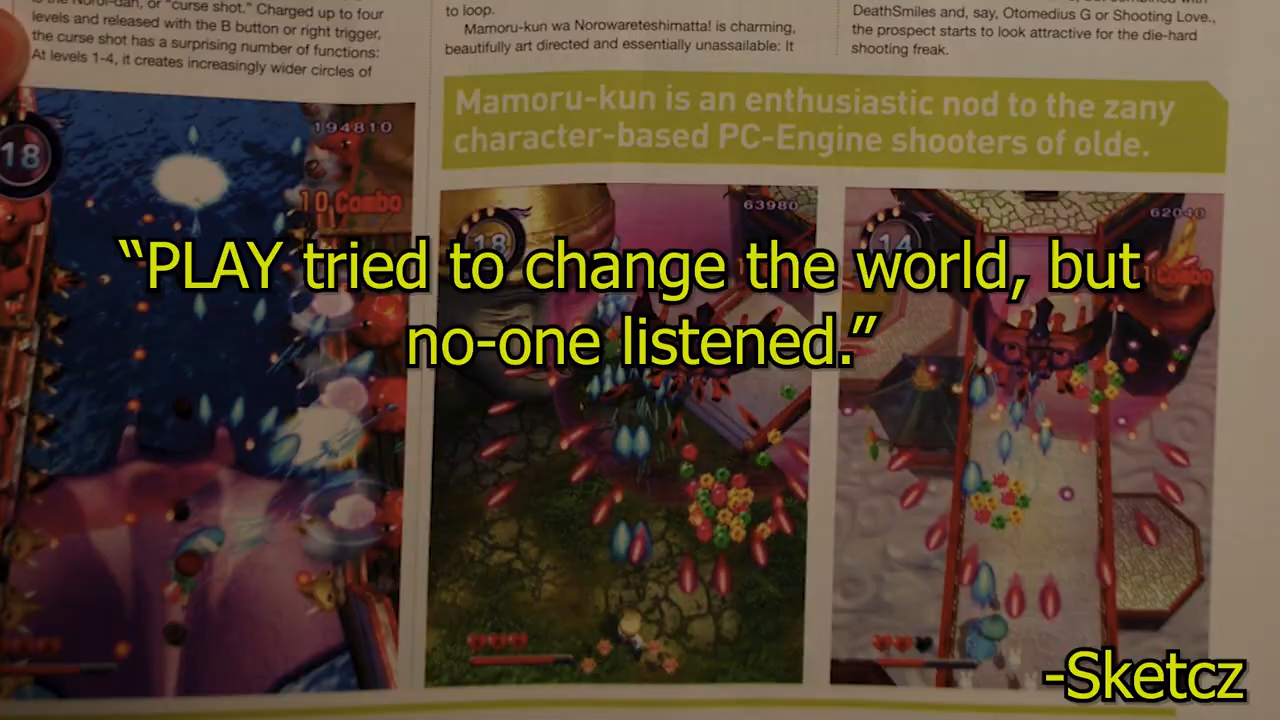 is the Noroi-dan, or "curse shot." Charged up to four
levels and released with the B button or right trigger,
the curse shot has a surprising number of functions:
At levels 1-4, it creates increasingly wider circles of
to loop.
Mamoru-kun wa Norowareteshimatta! is charming,
beautifully art directed and essentially unassailable: It
DeathSmiles and, say, Otomedius G or Shooting Love.,
the prospect starts to look attractive for the die-hard
shooting freak.
Mamoru-kun is an enthusiastic nod to the zany
character-based PC-Engine shooters of olde.
18
194810
10 Combo
18
63980
14
62040
1 Combo
“PLAY tried to change the world, but
no-one listened.”
-Sketcz